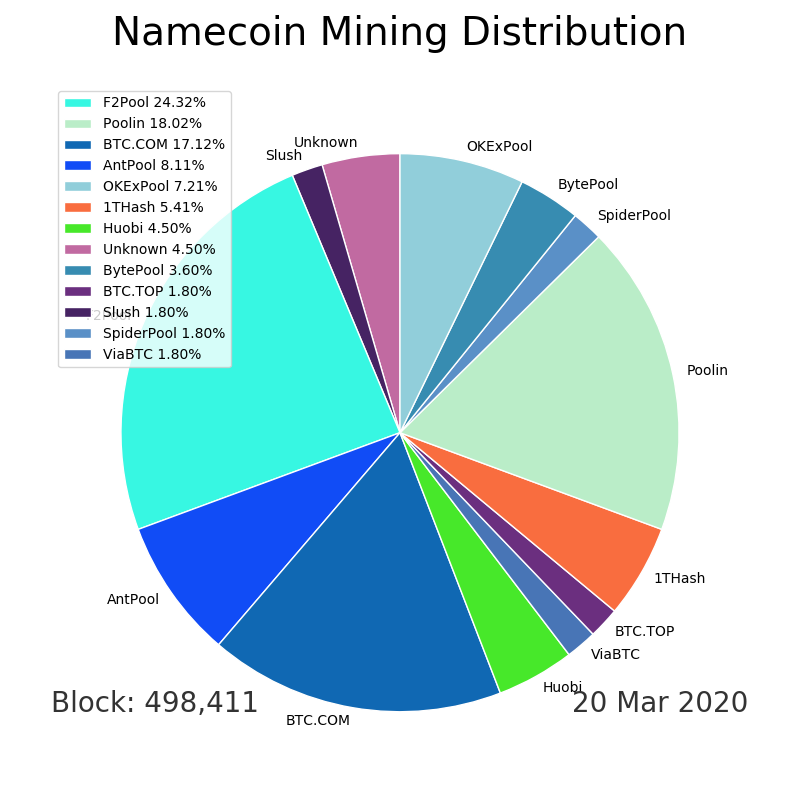 Namecoin Mining Distribution
F2Pool 24.32%
Poolin 18.02%
BTC.COM 17.12%
AntPool 8.11%
OKExPool 7.21%
1THash 5.41%
Huobi 4.50%
Unknown 4.50%
BytePool 3.60%
BTC.TOP 1.80%
Slush 1.80%
SpiderPool 1.80%
ViaBTC 1.80%
Unknown
Slush
OKExPool
BytePool
SpiderPool
Poolin
F2Pool
1THash
BTC.TOP
ViaBTC
Huobi
BTC.COM
AntPool
Block: 498,411
20 Mar 2020